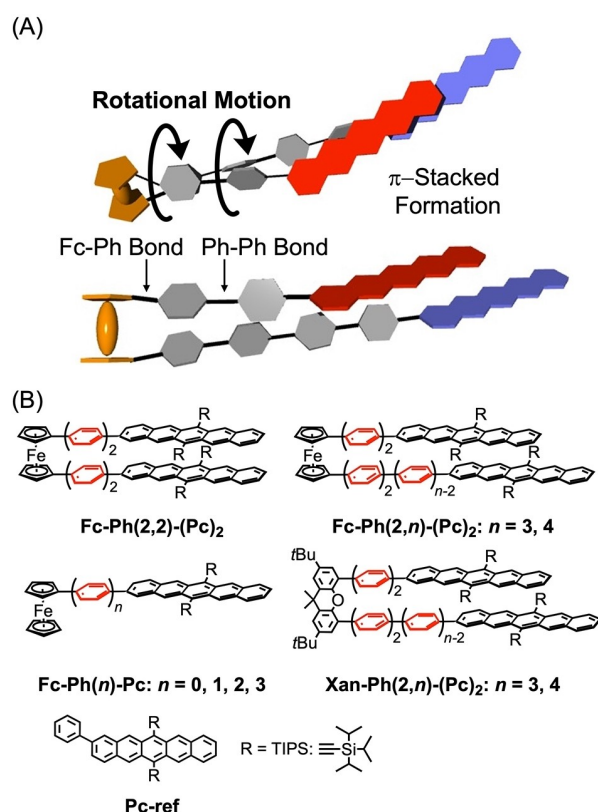 (A)
Rotational Motion
π–Stacked
Formation
Fc-Ph Bond
Ph-Ph Bond
(B)
R
Fe
2
2
R
R
R
Fc-Ph(2,2)-(Pc)2
R
Fe
2
2
n-2
R
R
R
Fc-Ph(2,n)-(Pc)2: n = 3, 4
R
Fe
n
R
Fc-Ph(n)-Pc: n = 0, 1, 2, 3
tBu
O
tBu
2
2
n-2
R
R
R
R
Xan-Ph(2,n)-(Pc)2: n = 3, 4
R
R
Pc-ref
R = TIPS:
Si